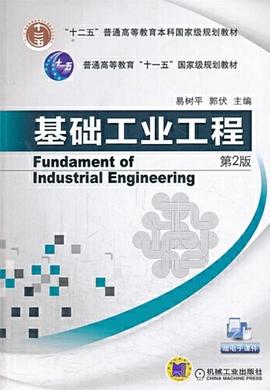 “十二五”普通高等教育本科国家级规划教材
普通高等教育“十一五”国家级规划教材
易树平 郭伏 主编
基础工业工程
Fundament of
Industrial Engineering
第2版
赠电子课件
机械工业出版社
CHINA MACHINE PRESS